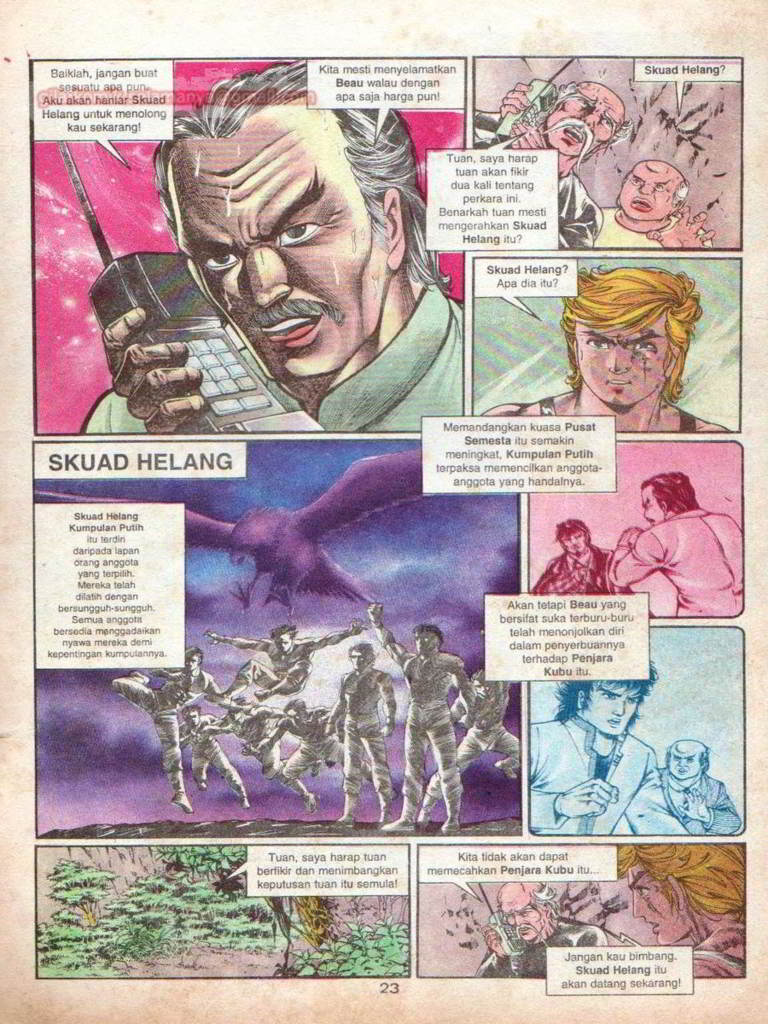 Baiklah, jangan buat
sesuatu apa pun.
Aku akan hantar Skuad
Helang untuk menolong
kau sekarang!
Kita mesti menyelamatkan
Beau walau dengan
apa saja harga pun!
Skuad Helang?
Tuan, saya harap
tuan akan fikir
dua kali tentang
perkara ini.
Benarkah tuan mesti
mengerahkan Skuad
Helang itu?
Skuad Helang?
Apa dia itu?
Memandangkan kuasa Pusat
Semesta itu semakin
meningkat, Kumpulan Putih
terpaksa memencilkan anggota-
anggota yang handalnya.
SKUAD HELANG
Skuad Helang
Kumpulan Putih
itu terdiri
daripada lapan
orang anggota
yang terpilih.
Mereka telah
dilatih dengan
bersungguh-sungguh.
Semua anggota
bersedia menggadaikan
nyawa mereka demi
kepentingan kumpulannya.
Akan tetapi Beau yang
bersifat suka terburu-buru
telah menonjolkan diri
dalam penyerbuannya
terhadap Penjara
Kubu itu.
Tuan, saya harap tuan
berfikir dan menimbangkan
keputusan tuan itu semula!
Kita tidak akan dapat
memecahkan Penjara Kubu itu...
Jangan kau bimbang.
Skuad Helang itu
akan datang sekarang!
23